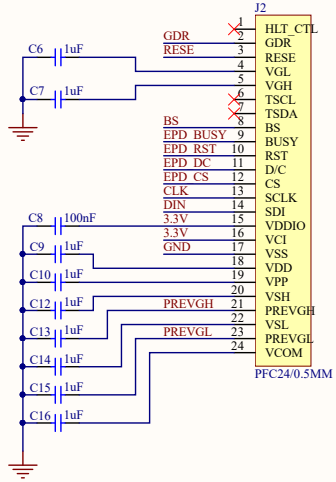 J2
1 HLT_CTL
GDR 2 GDR
RESE 3 RESE
C6 1uF 4 VGL
5 VGH
C7 1uF 6 TSCL
7 TSDA
BS 8 BS
EPD_BUSY 9 BUSY
EPD_RST 10 RST
EPD_DC 11 D/C
EPD_CS 12 CS
CLK 13 SCLK
DIN 14 SDI
C8 100nF 3.3V 15 VDDIO
3.3V 16 VCI
C9 1uF GND 17 VSS
18 VDD
C10 1uF 19 VPP
20 VSH
C12 1uF PREVGH 21 PREVGH
22 VSL
C13 1uF PREVGL 23 PREVGL
24 VCOM
C14 1uF
PFC24/0.5MM
C15 1uF
C16 1uF